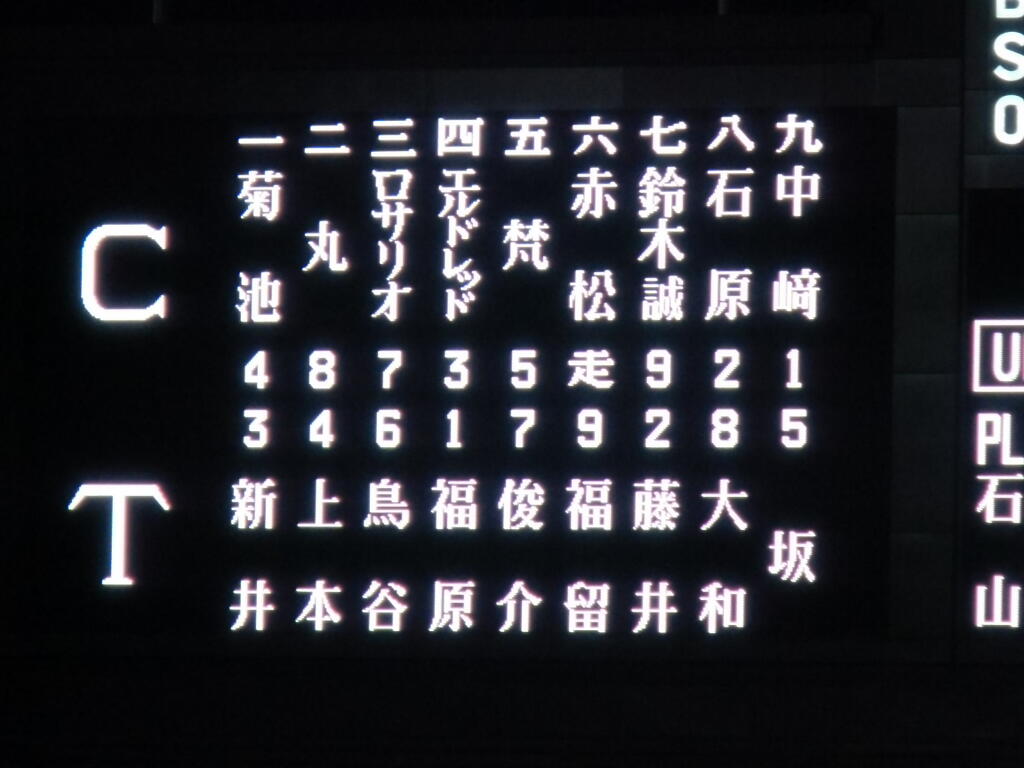 一 二 三 四 五 六 七 八 九
C 菊池 丸 ロサリオ エルドレッド 梵 赤松 鈴木誠 石原 中﨑
4 8 7 3 5 走 9 2 1
3 4 6 1 7 9 2 8 5
T 新井 上本 鳥谷 福原 俊介 福留 藤井 大和 坂
B
S
O
U
PL
石
山